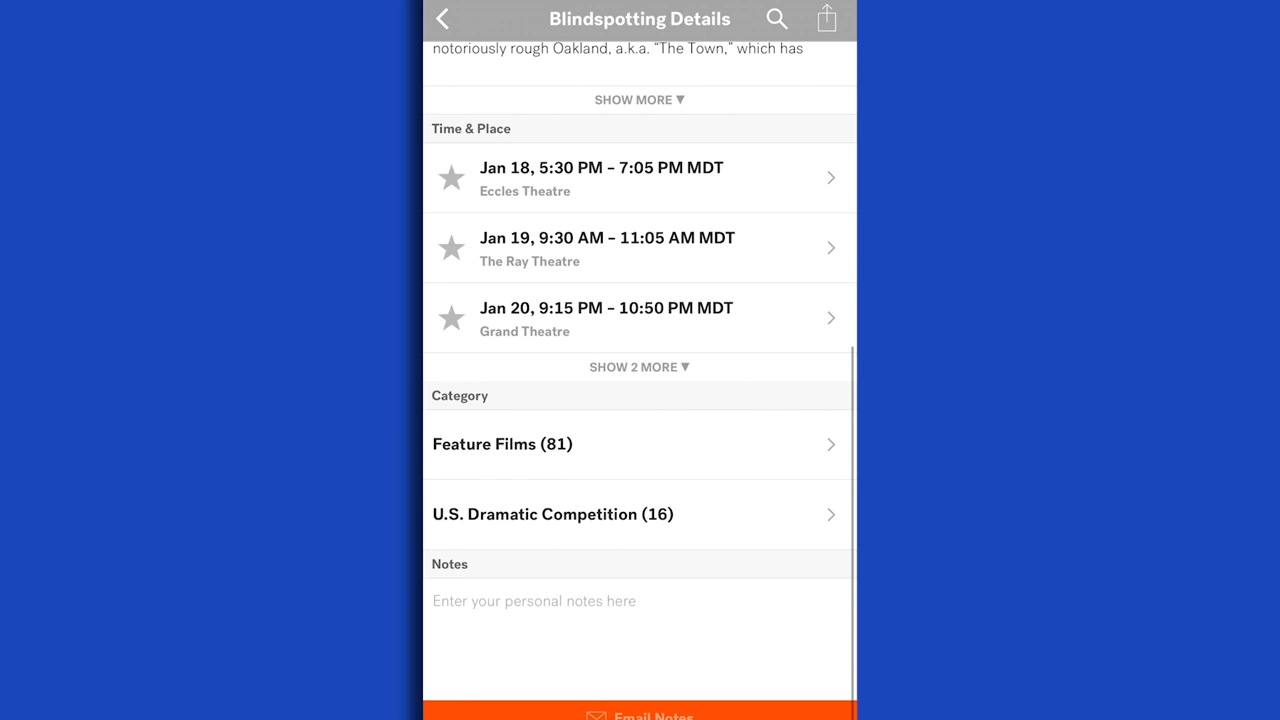 Blindspotting Details
notoriously rough Oakland, a.k.a. “The Town,” which has
SHOW MORE ▼
Time & Place
Jan 18, 5:30 PM – 7:05 PM MDT
Eccles Theatre
Jan 19, 9:30 AM – 11:05 AM MDT
The Ray Theatre
Jan 20, 9:15 PM – 10:50 PM MDT
Grand Theatre
SHOW 2 MORE ▼
Category
Feature Films (81)
U.S. Dramatic Competition (16)
Notes
Enter your personal notes here
Email Notes